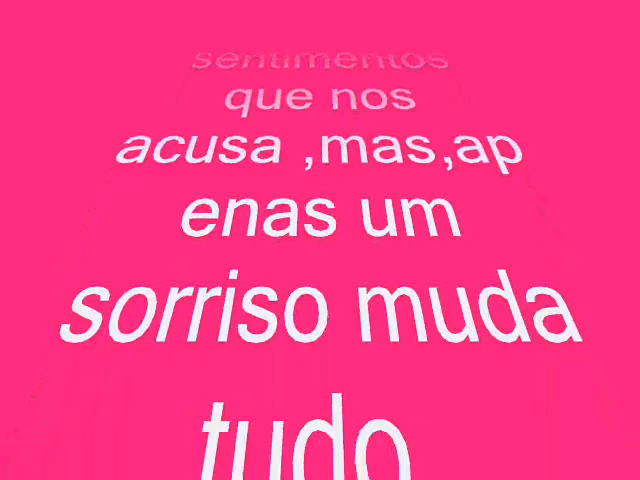 sentimentos
que nos
acusa ,mas,ap
enas um
sorriso muda
tudo